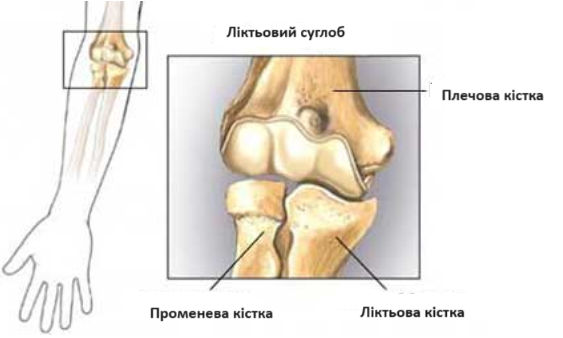 Ліктьовий суглоб
Плечова кістка
Променева кістка
Ліктьова кістка